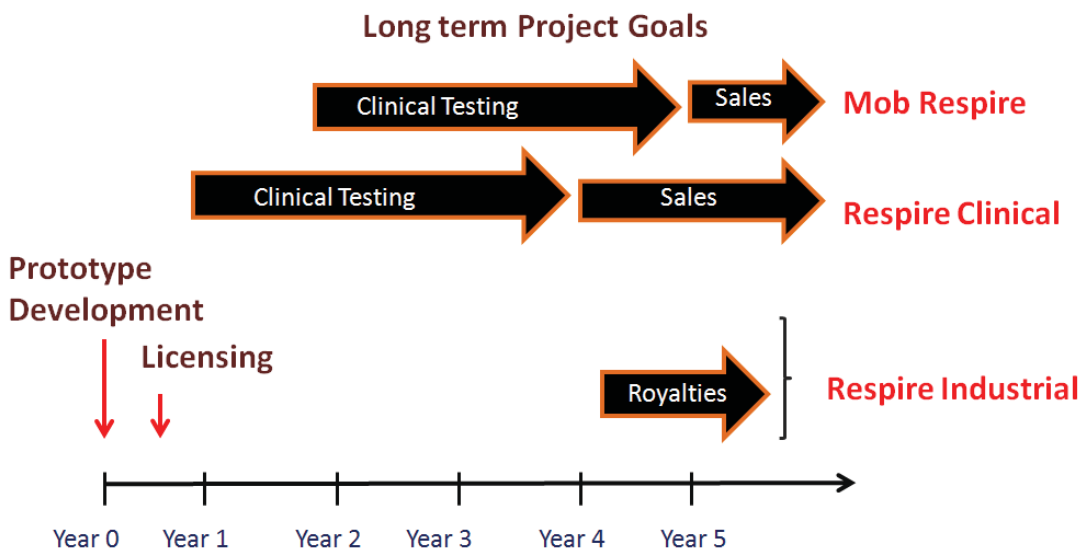 Long term Project Goals
Clinical Testing
Sales
Mob Respire
Clinical Testing
Sales
Respire Clinical
Prototype
Development
Licensing
Royalties
Respire Industrial
Year 0
Year 1
Year 2
Year 3
Year 4
Year 5